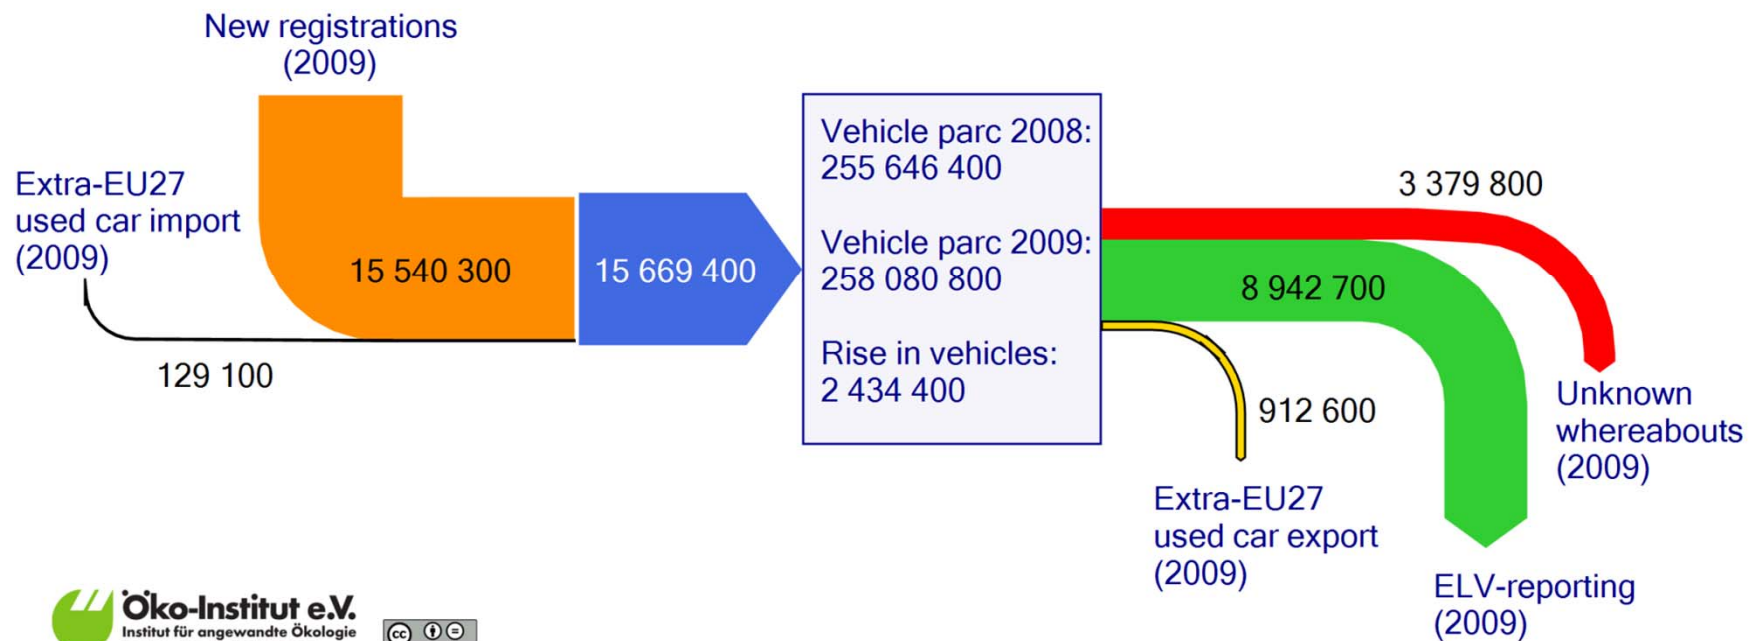 New registrations
(2009)
Extra-EU27
used car import
(2009)
15 540 300
15 669 400
129 100
Vehicle parc 2008:
255 646 400
Vehicle parc 2009:
258 080 800
Rise in vehicles:
2 434 400
3 379 800
8 942 700
912 600
Unknown
whereabouts
(2009)
Extra-EU27
used car export
(2009)
ELV-reporting
(2009)
Öko-Institut e.V.
Institut für angewandte Ökologie
cc